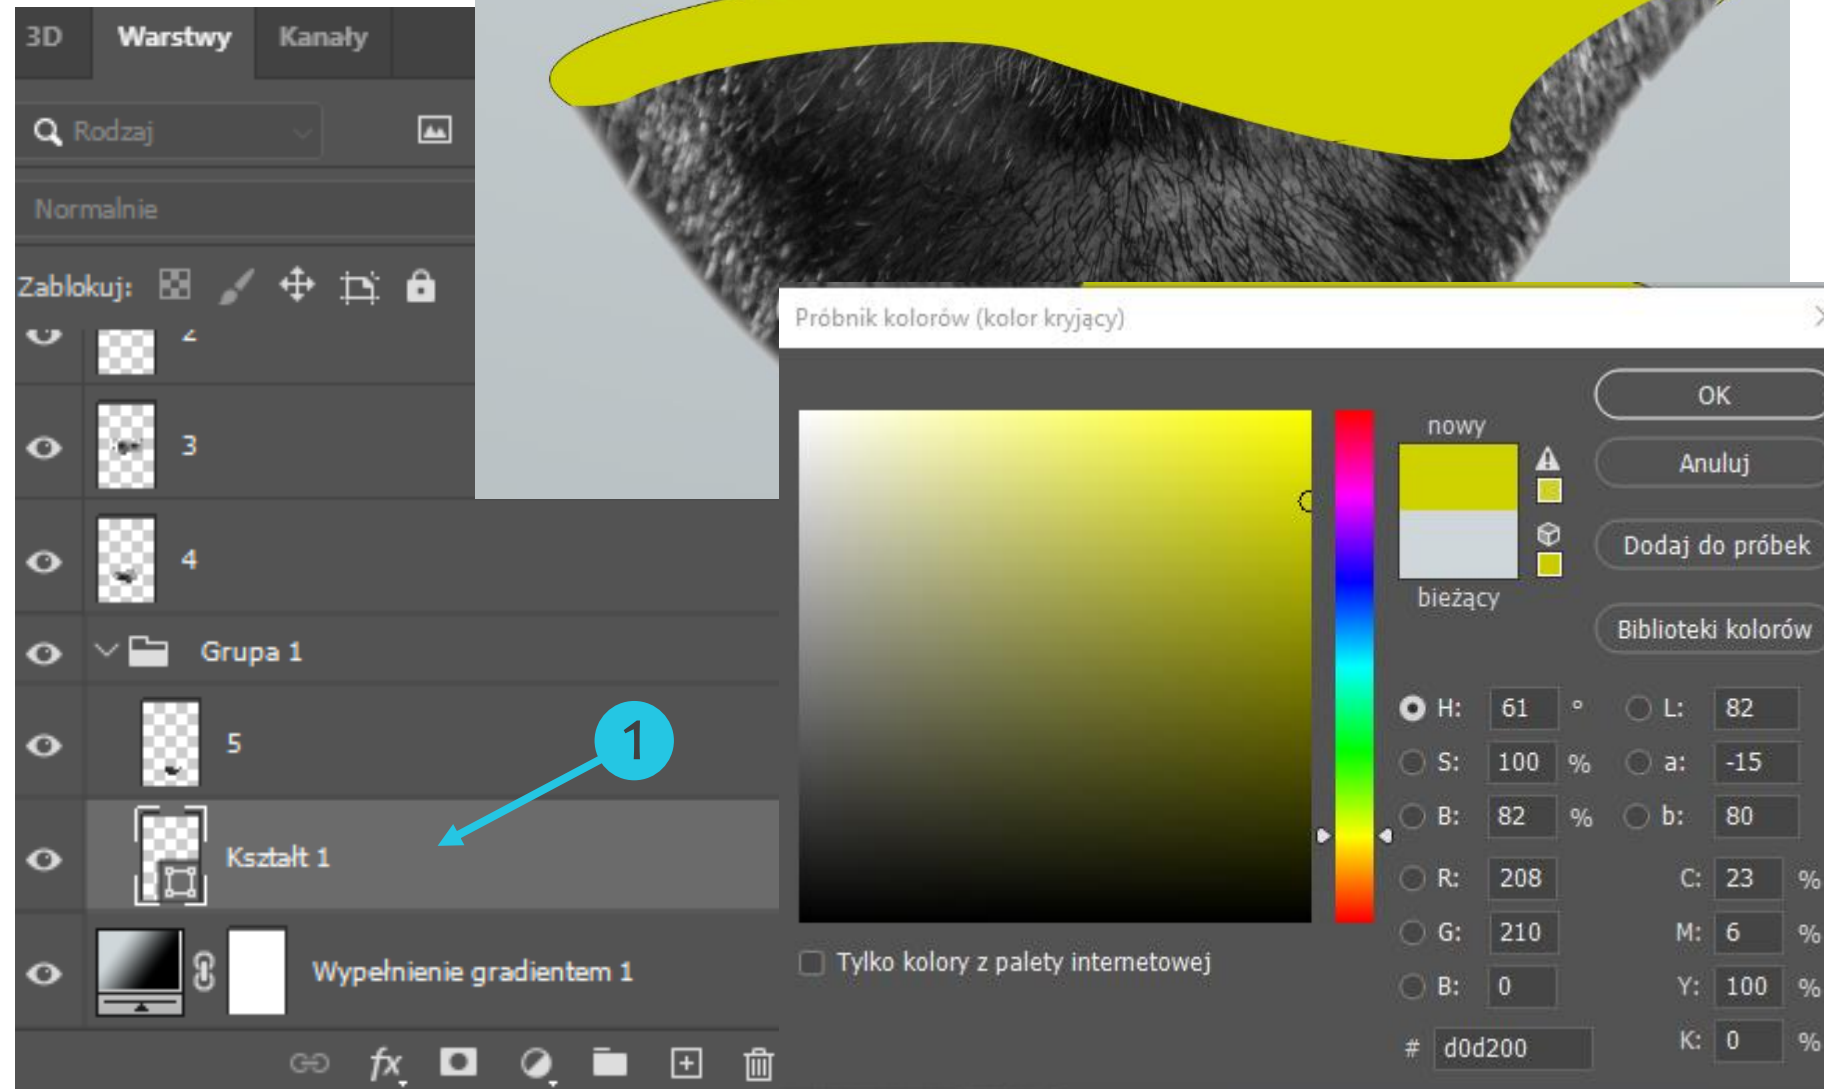 3D Warstwy Kanały
Rodzaj
Normalnie
Zablokuj:
2
3
4
Grupa 1
5
1
Kształt 1
Wypełnienie gradientem 1
fx
Próbnik kolorów (kolor kryjący)
OK
nowy
Anuluj
Dodaj do próbek
bieżący
Biblioteki kolorów
H: 61 ° L: 82
S: 100 % a: -15
B: 82 % b: 80
R: 208 C: 23 %
G: 210 M: 6 %
Tylko kolory z palety internetowej
B: 0 Y: 100 %
# d0d200 K: 0 %